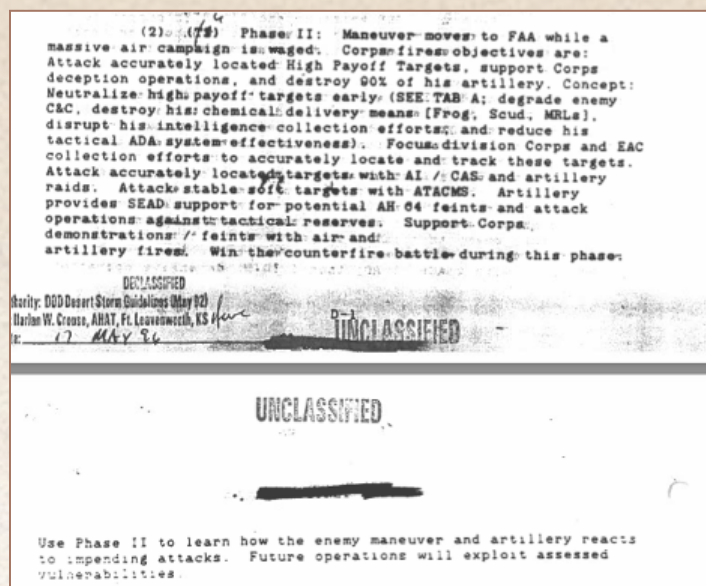 (2) Phase II: Maneuver moves to FAA while a
massive air campaign is waged. Corps fires objectives are:
Attack accurately located High Payoff Targets, support Corps
deception operations, and destroy 90% of his artillery. Concept:
Neutralize high payoff targets early (SEE TAB A; degrade enemy
C&C, destroy his chemical delivery means [Frog, Scud, MRLs],
disrupt his intelligence collection efforts, and reduce his
tactical ADA system effectiveness). Focus division Corps and EAC
collection efforts to accurately locate and track these targets.
Attack accurately located targets with AI / CAS and artillery
raids. Attack stable soft targets with ATACMS. Artillery
provides SEAD support for potential AH 64 feints and attack
operations against tactical reserves. Support Corps
demonstrations / feints with air and
artillery fires. Win the counterfire battle during this phase.
DECLASSIFIED
thority: DOD Desert Storm Guidelines (May 92)
W. Crouse, AHAT, Ft. Leavenworth, KS
17 MAY 96
D-1
UNCLASSIFIED
UNCLASSIFIED
Use Phase II to learn how the enemy maneuver and artillery reacts
to impending attacks. Future operations will exploit assessed
vulnerabilities.